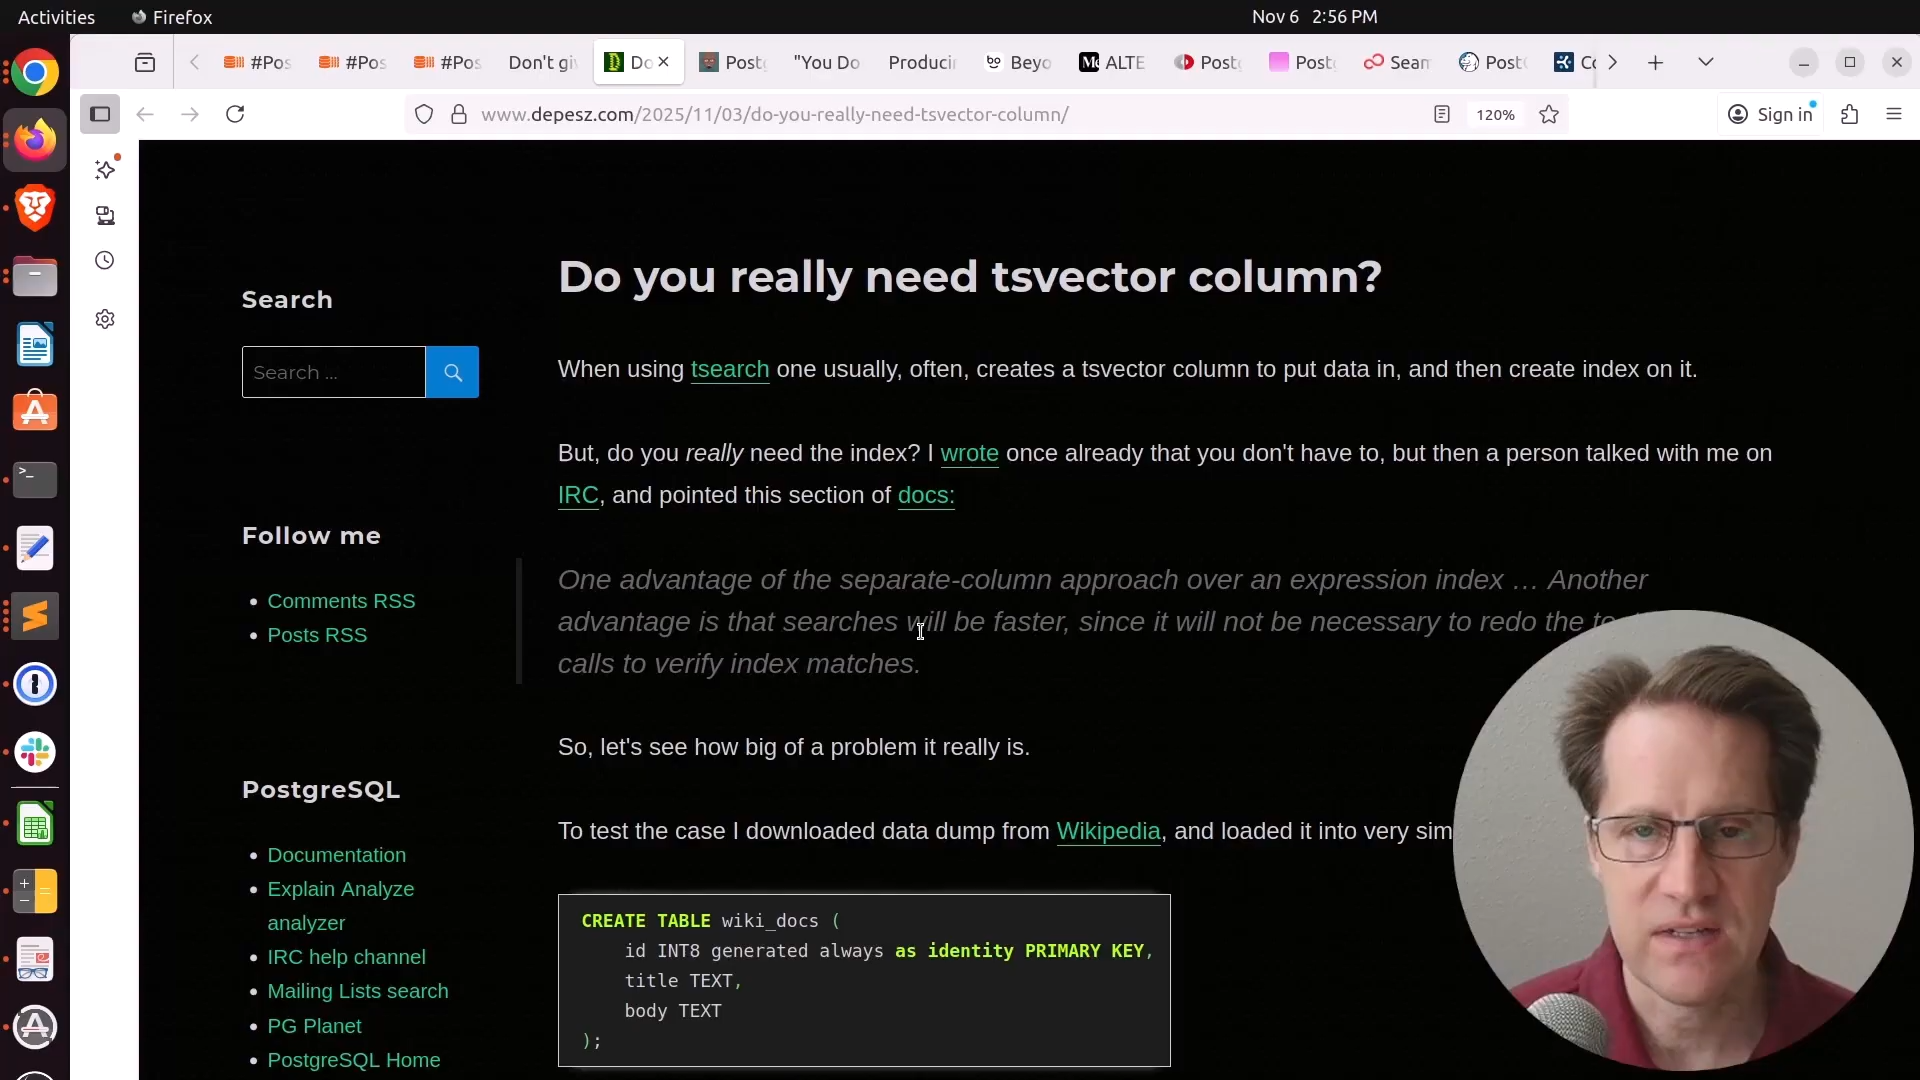 Activities
Firefox
Nov 6 2:56 PM
#Pos
#Pos
#Pos
Don't gi
Do
Post
"You Do
Produci
Beyo
ALTE
Post
Post
Seam
Post
Co
www.depesz.com/2025/11/03/do-you-really-need-tsvector-column/
120%
Sign in
Search
Search ...
Follow me
Comments RSS
Posts RSS
PostgreSQL
Documentation
Explain Analyze
analyzer
IRC help channel
Mailing Lists search
PG Planet
PostgreSQL Home
Do you really need tsvector column?
When using tsearch one usually, often, creates a tsvector column to put data in, and then create index on it.
But, do you really need the index? I wrote once already that you don't have to, but then a person talked with me on
IRC, and pointed this section of docs:
One advantage of the separate-column approach over an expression index … Another
advantage is that searches will be faster, since it will not be necessary to redo the
calls to verify index matches.
So, let's see how big of a problem it really is.
To test the case I downloaded data dump from Wikipedia, and loaded it into very sim
CREATE TABLE wiki_docs (
id INT8 generated always as identity PRIMARY KEY,
title TEXT,
body TEXT
);